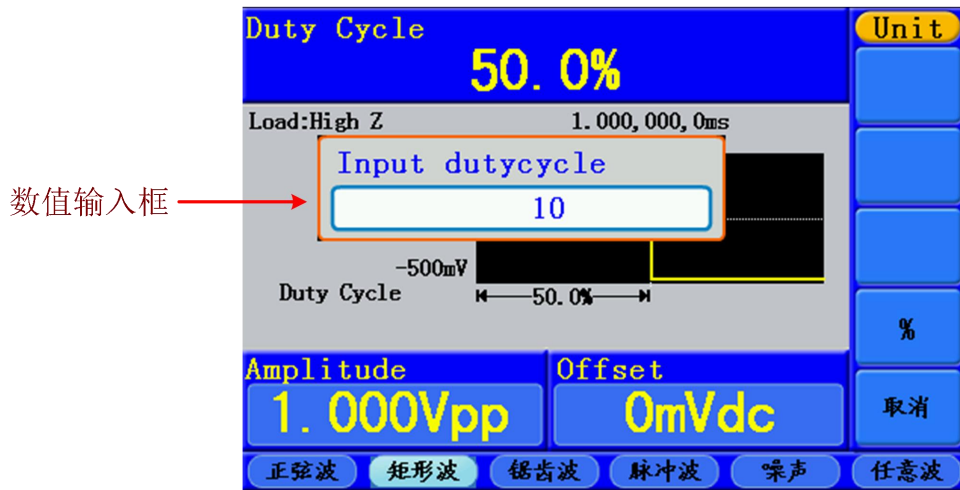 Duty Cycle
50.0%
Unit
Load:High Z
1.000,000,0ms
Input dutycycle
10
数值输入框
-500mV
Duty Cycle
50.0%
%
Amplitude
1.000Vpp
Offset
0mVdc
取消
正弦波
矩形波
锯齿波
脉冲波
噪声
任意波